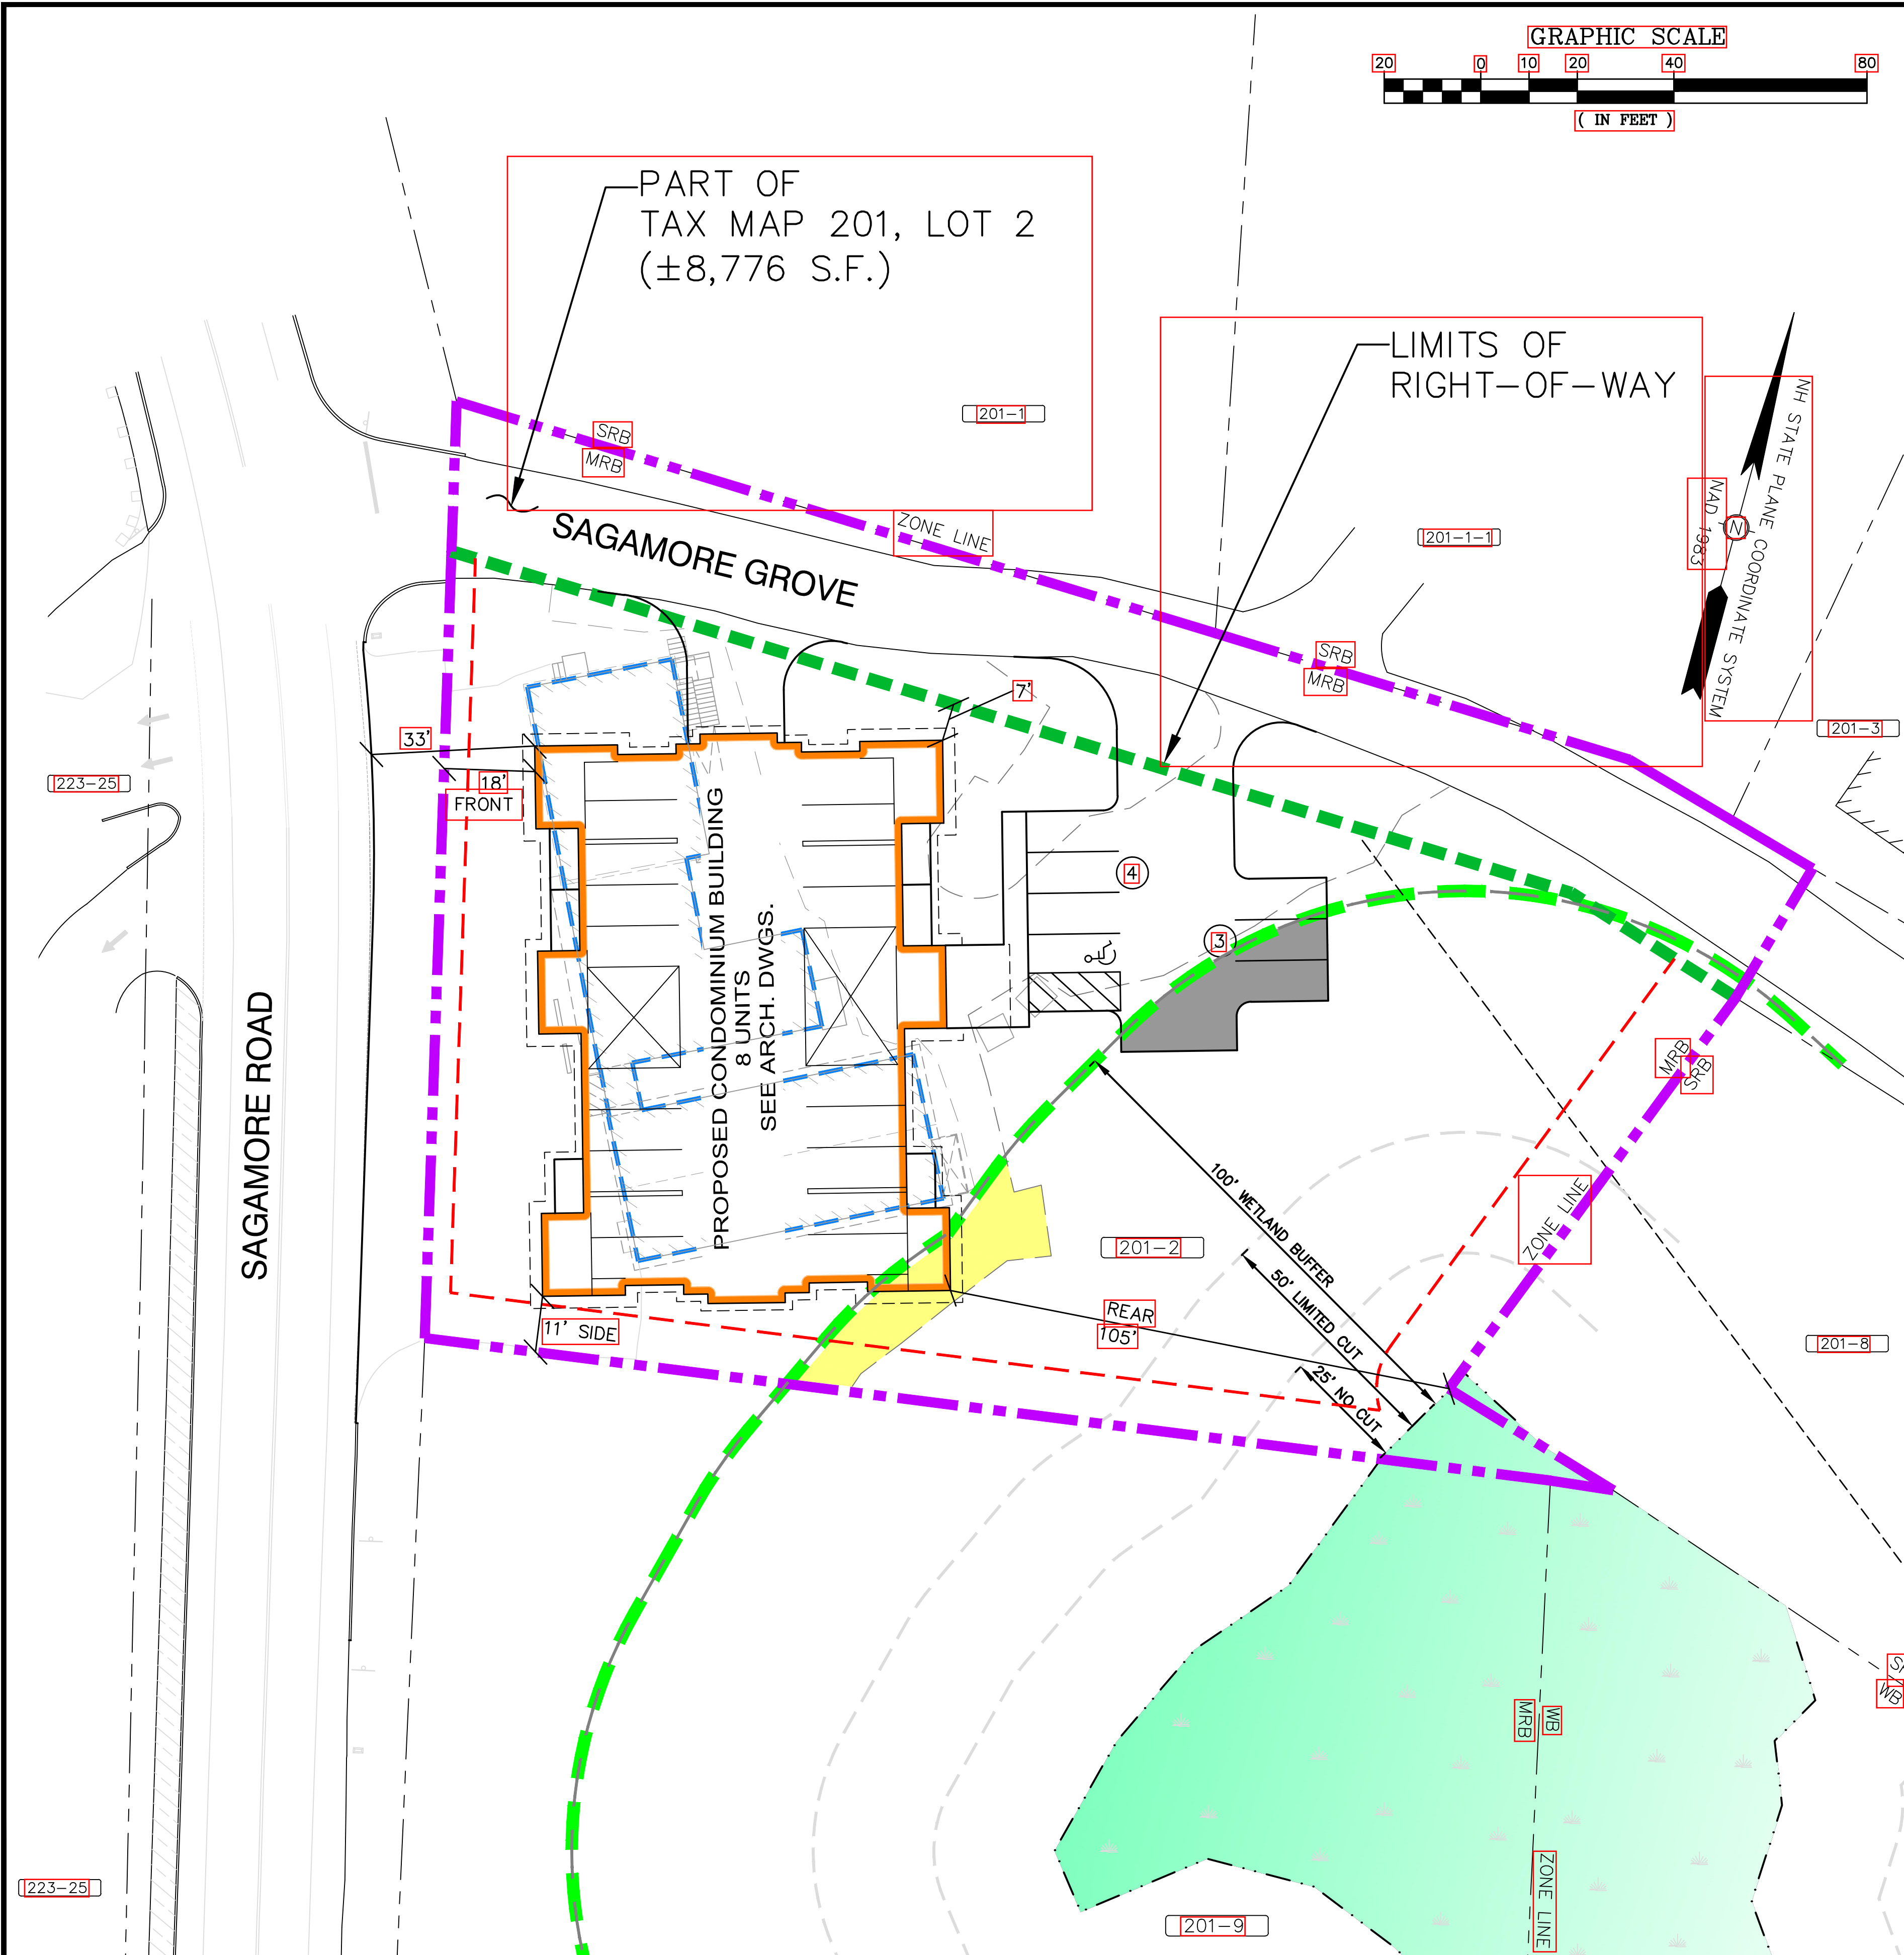 GRAPHIC SCALE
20 0 10 20 40 80
( IN FEET )
PART OF
TAX MAP 201, LOT 2
(±8,776 S.F.)
LIMITS OF
RIGHT-OF-WAY
201-1
SRB
MRB
ZONE LINE
SAGAMORE GROVE
201-1-1
NH STATE PLANE COORDINATE SYSTEM
NAD 1983
N
SRB
MRB
201-3
7'
33'
18'
FRONT
223-25
PROPOSED CONDOMINIUM BUILDING
8 UNITS
SEE ARCH. DWGS.
4
3
SAGAMORE ROAD
MRB
SRB
ZONE LINE
100' WETLAND BUFFER
50' LIMITED CUT
25' NO CUT
201-2
REAR
105'
11' SIDE
201-8
MRB
WB
WB
ZONE LINE
223-25
201-9